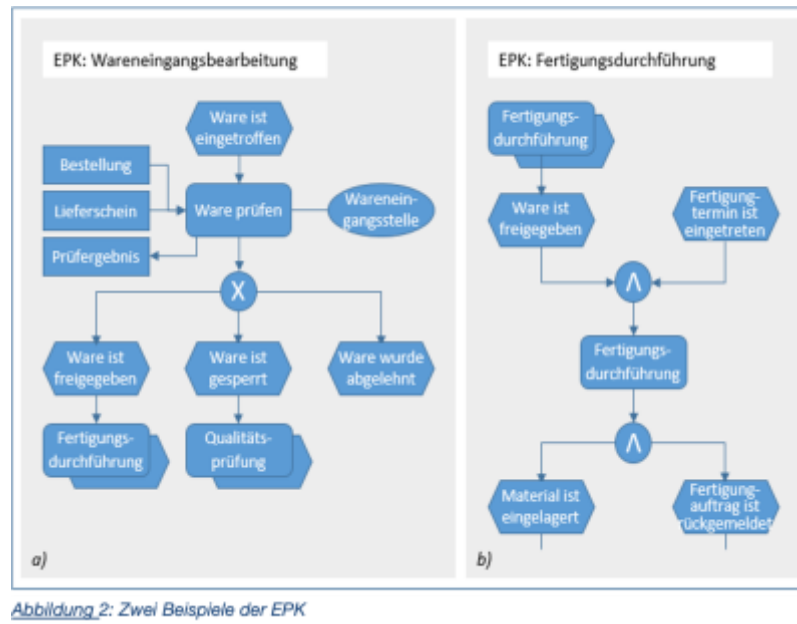 EPK: Wareneingangsbearbeitung
Ware ist
eingetroffen
Bestellung
Lieferschein
Prüfergebnis
Ware prüfen
Warenein-
gangsstelle
X
Ware ist
freigegeben
Ware ist
gesperrt
Ware wurde
abgelehnt
Fertigungs-
durchführung
Qualitäts-
prüfung
a)
EPK: Fertigungsdurchführung
Fertigungs-
durchführung
Ware ist
freigegeben
Fertigung-
termin ist
eingetreten
Λ
Fertigungs-
durchführung
Λ
Material ist
eingelagert
Fertigung-
auftrag ist
rückgemeldet
b)
Abbildung 2: Zwei Beispiele der EPK